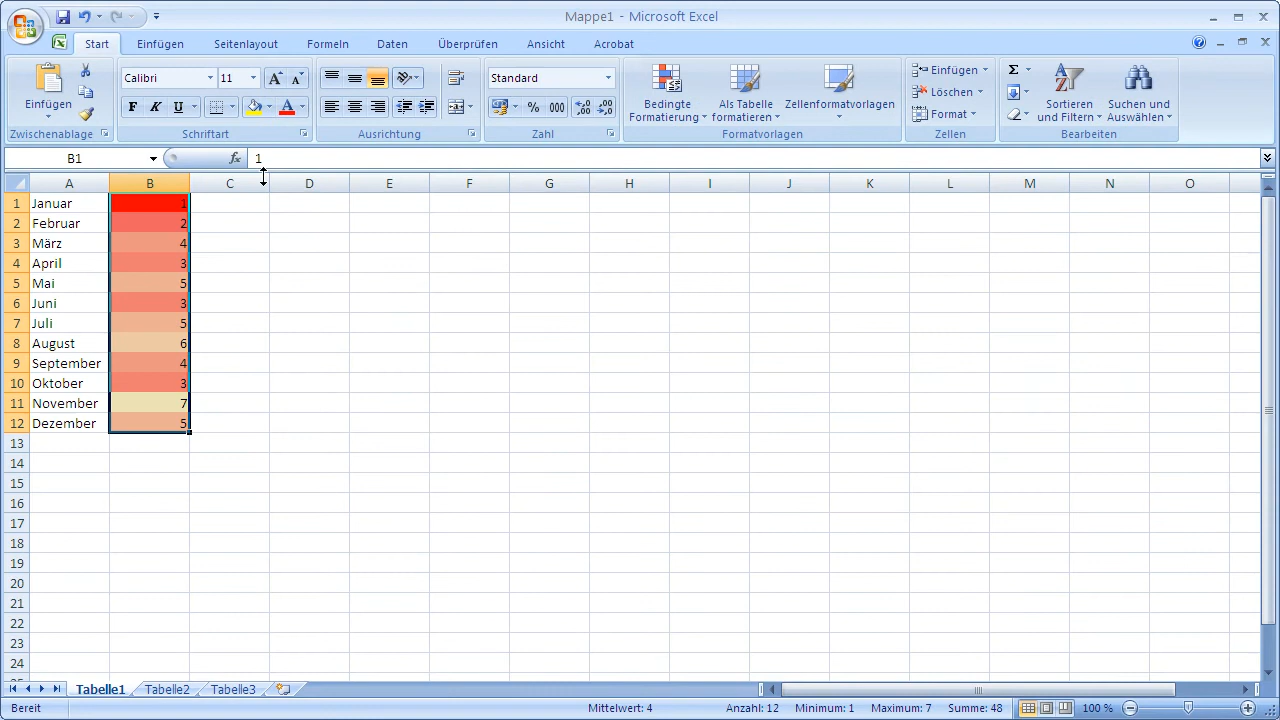 Mappe1 - Microsoft Excel
Start Einfügen Seitenlayout Formeln Daten Überprüfen Ansicht Acrobat
Einfügen
Zwischenablage
Calibri 11
F K U
Schriftart
Ausrichtung
Standard
% 000
Zahl
Bedingte Formatierung
Als Tabelle formatieren
Zellenformatvorlagen
Formatvorlagen
Einfügen
Löschen
Format
Zellen
Σ
Sortieren und Filtern
Suchen und Auswählen
Bearbeiten
B1 fx 1
A B C D E F G H I J K L M N O
1 Januar 1
2 Februar 2
3 März 4
4 April 3
5 Mai 5
6 Juni 3
7 Juli 5
8 August 6
9 September 4
10 Oktober 3
11 November 7
12 Dezember 5
13
14
15
16
17
18
19
20
21
22
23
24
Tabelle1 Tabelle2 Tabelle3
Bereit Mittelwert: 4 Anzahl: 12 Minimum: 1 Maximum: 7 Summe: 48 100 %